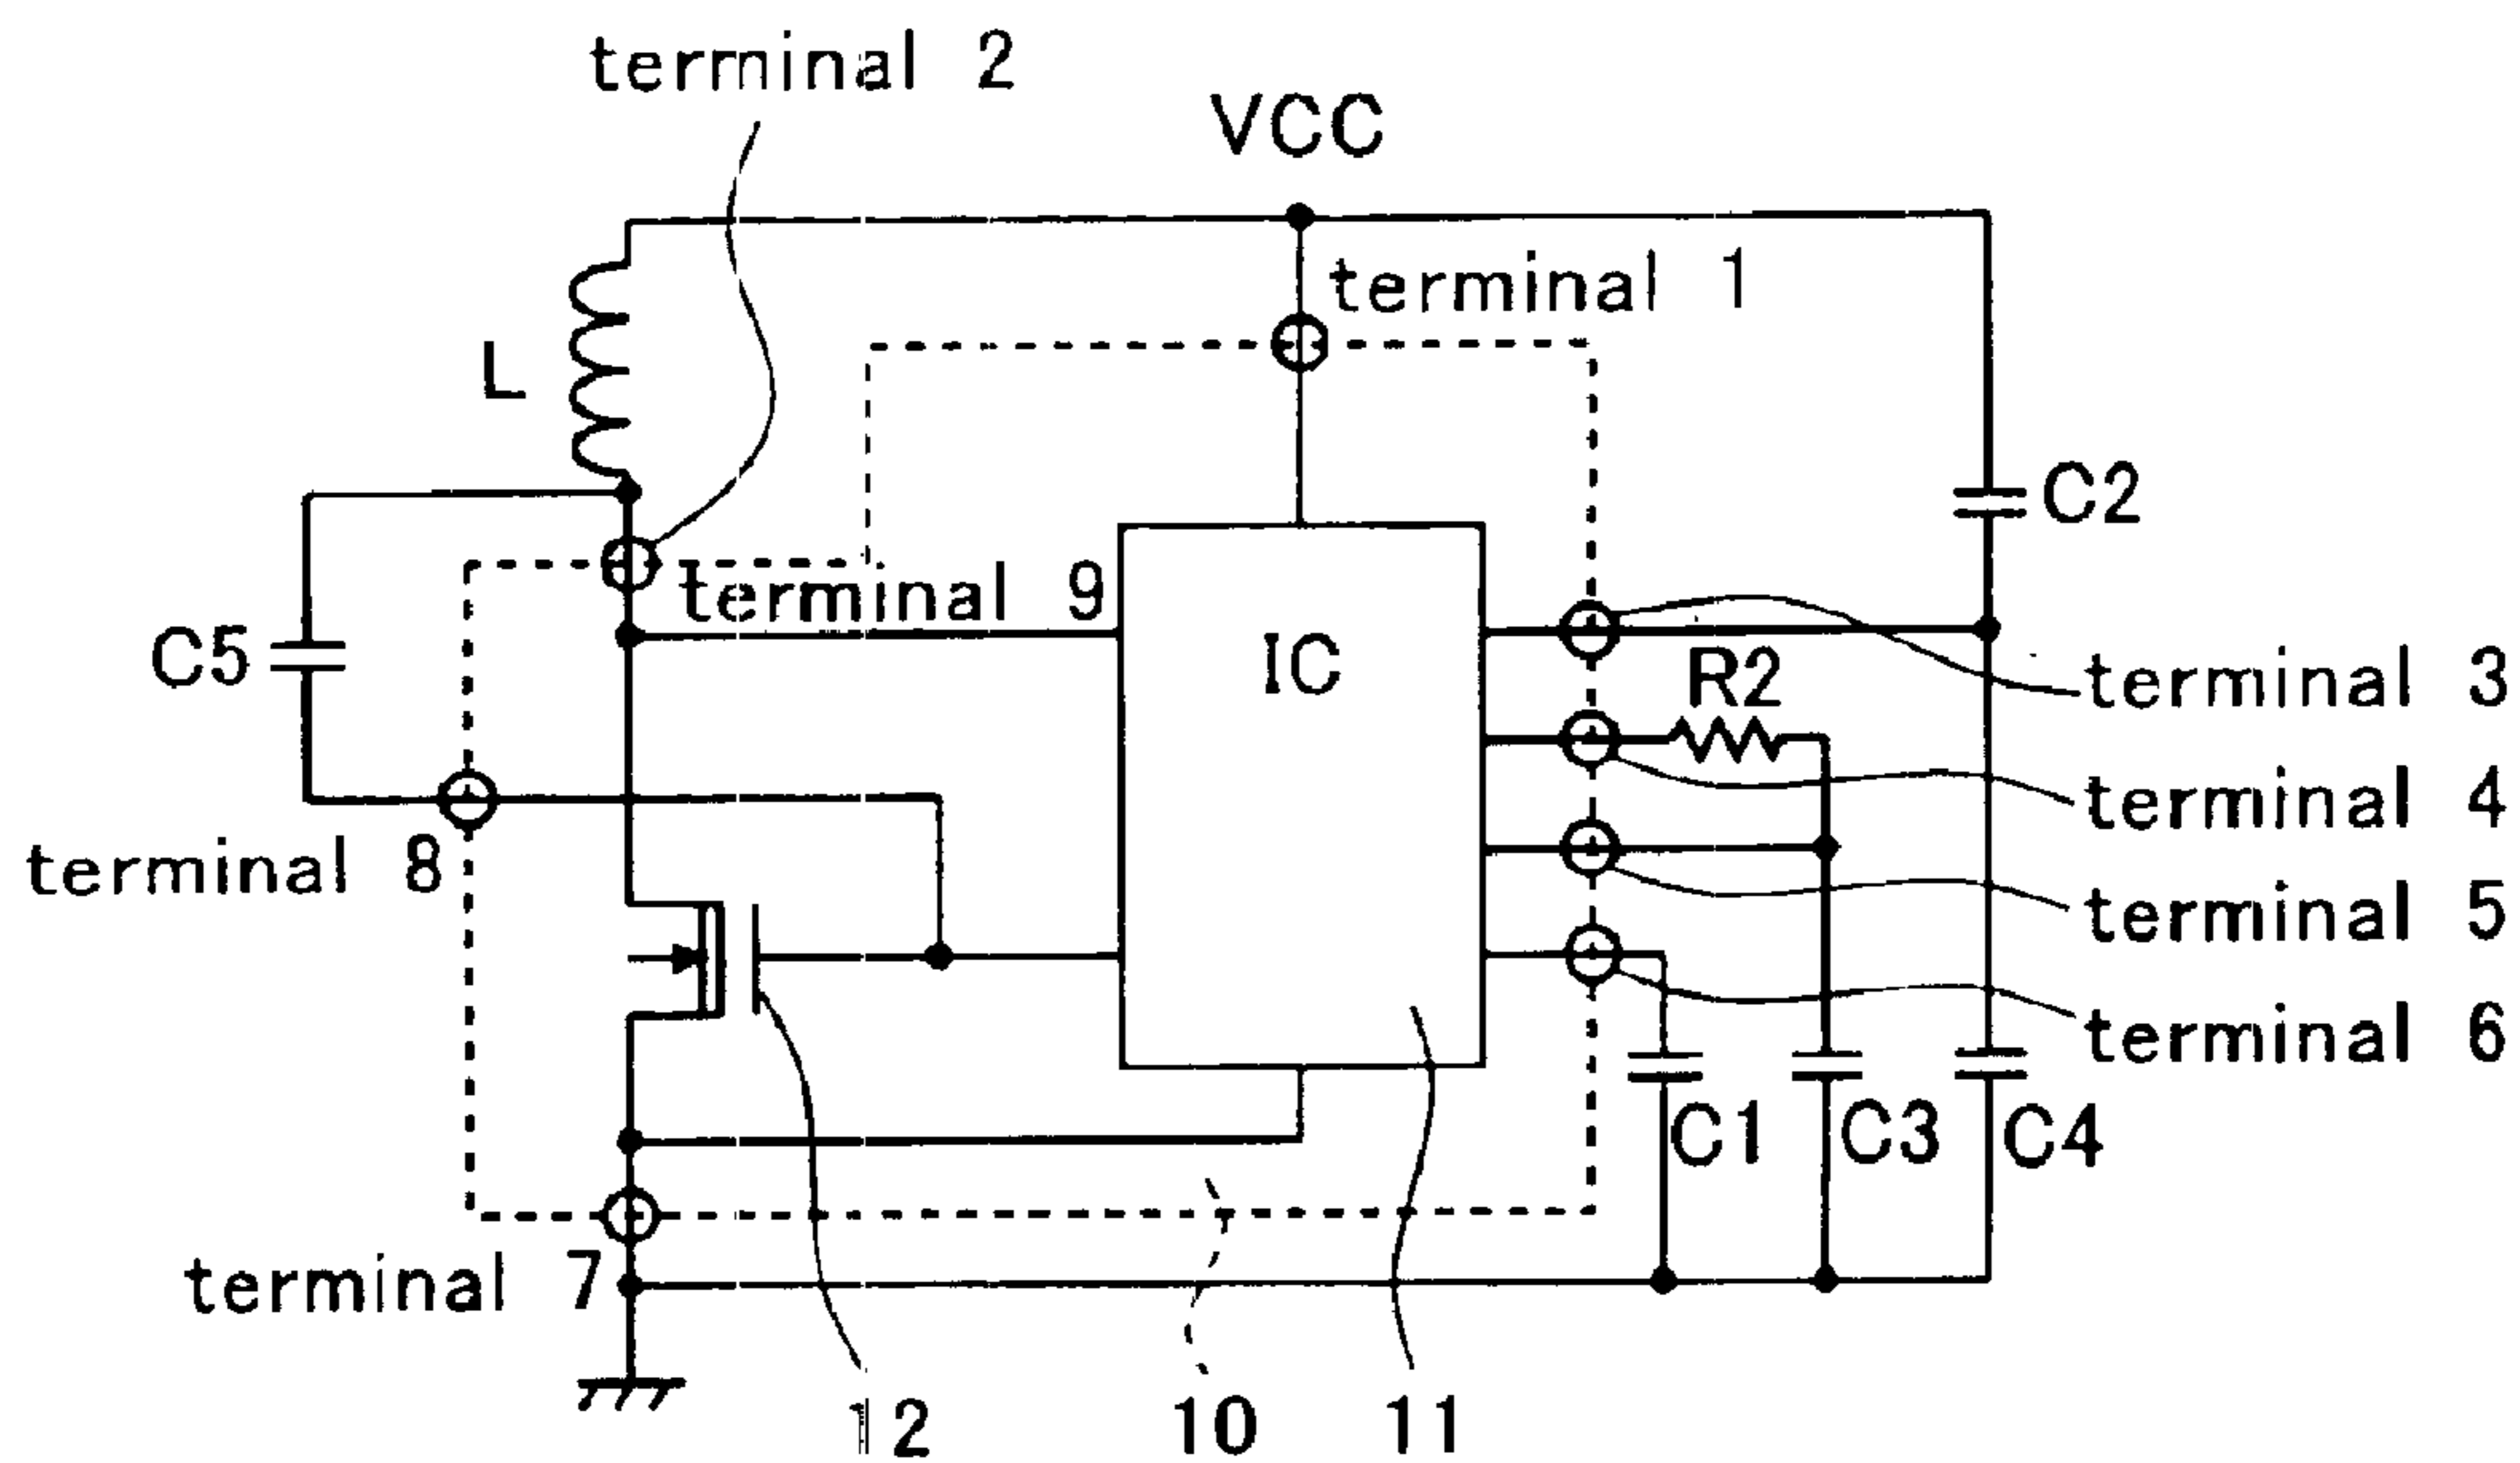 terminal 2
VCC
terminal 1
L
C2
terminal 9
C5
IC
R2
terminal 3
terminal 4
terminal 8
terminal 5
terminal 6
C1
C3
C4
terminal 7
12
10
11